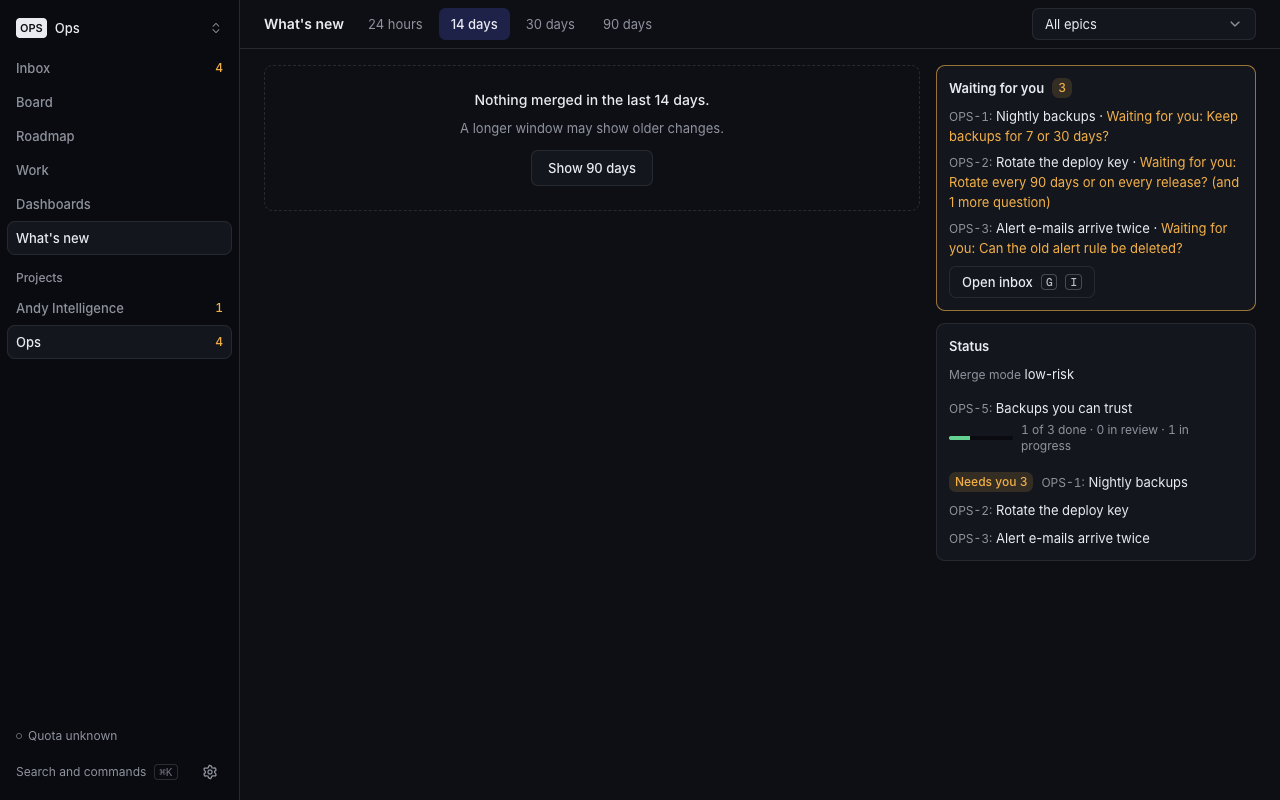 OPS Ops
Inbox 4
Board
Roadmap
Work
Dashboards
What's new
Projects
Andy Intelligence 1
Ops 4
Quota unknown
Search and commands ⌘K
What's new 24 hours 14 days 30 days 90 days
All epics
Nothing merged in the last 14 days.
A longer window may show older changes.
Show 90 days
Waiting for you 3
OPS-1: Nightly backups · Waiting for you: Keep
backups for 7 or 30 days?
OPS-2: Rotate the deploy key · Waiting for you:
Rotate every 90 days or on every release? (and
1 more question)
OPS-3: Alert e-mails arrive twice · Waiting for
you: Can the old alert rule be deleted?
Open inbox G I
Status
Merge mode low-risk
OPS-5: Backups you can trust
1 of 3 done · 0 in review · 1 in
progress
Needs you 3 OPS-1: Nightly backups
OPS-2: Rotate the deploy key
OPS-3: Alert e-mails arrive twice